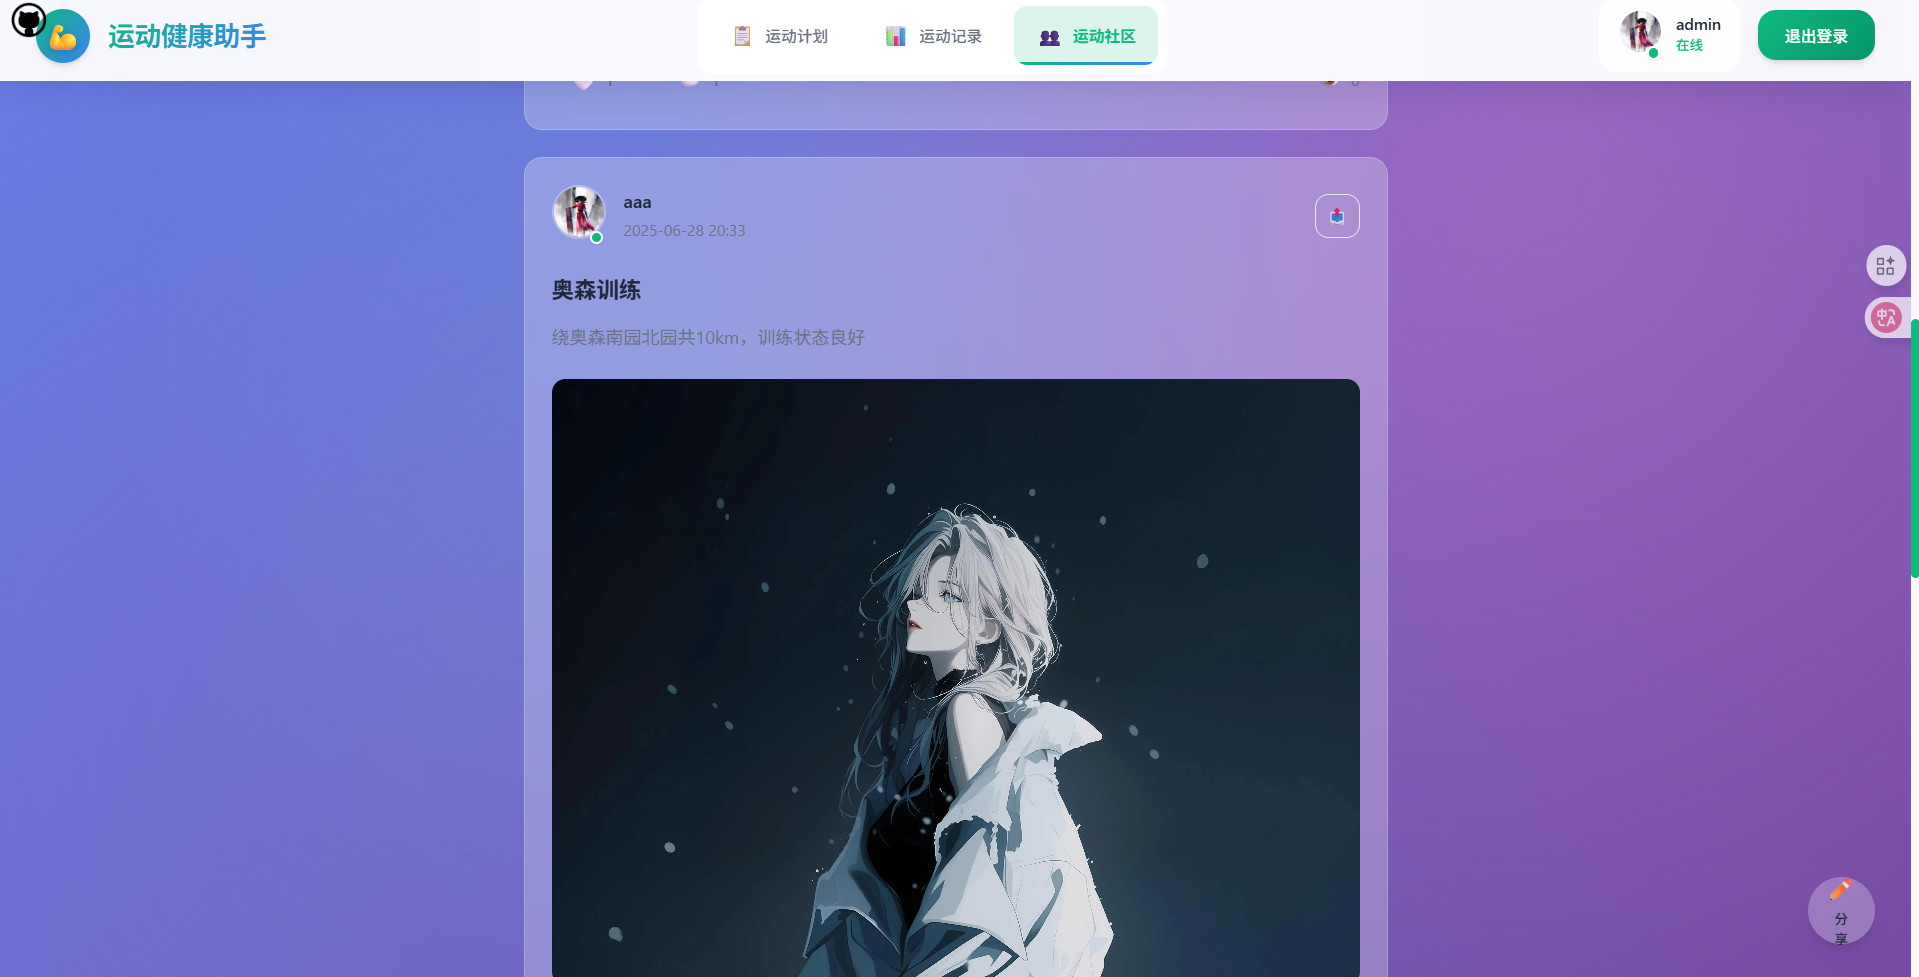 运动健康助手
运动计划
运动记录
运动社区
admin
在线
退出登录
aaa
2025-06-28 20:33
奥森训练
绕奥森南园北园共10km，训练状态良好
中
A
分
享